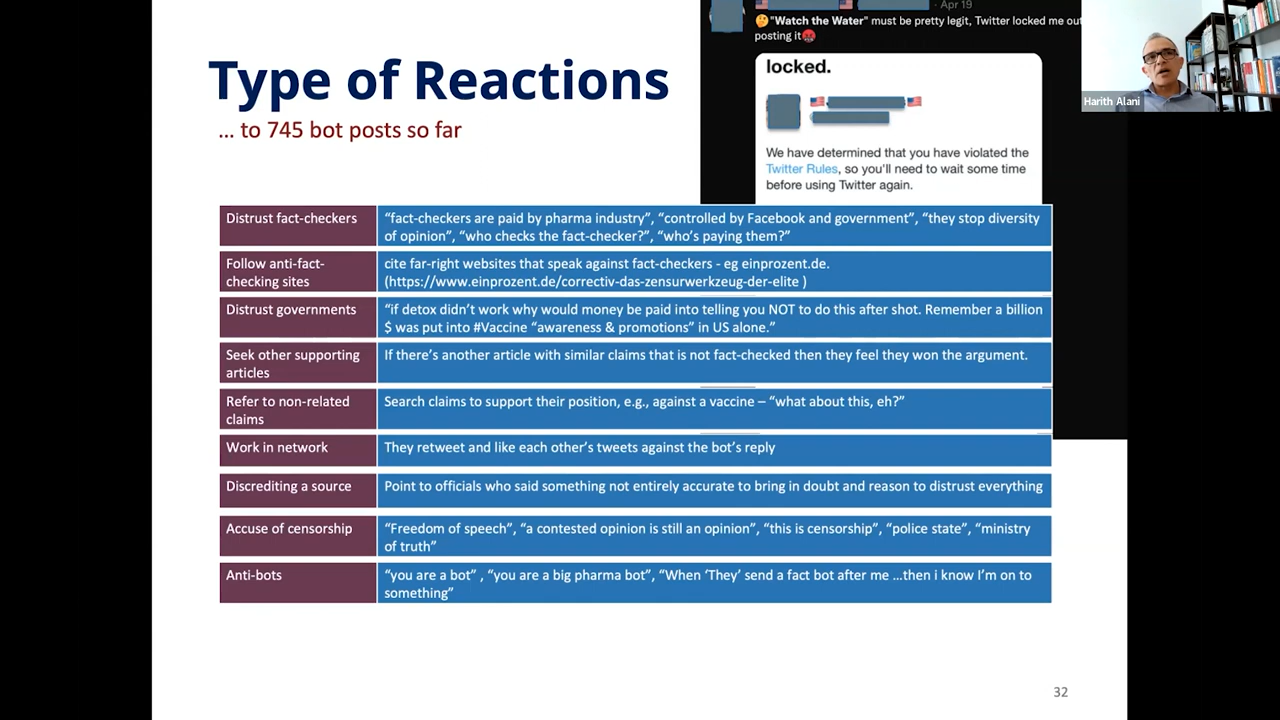 Type of Reactions
... to 745 bot posts so far
· Apr 19
🤔"Watch the Water" must be pretty legit, Twitter locked me out
posting it🤬
locked.
We have determined that you have violated the
Twitter Rules, so you'll need to wait some time
before using Twitter again.
Harith Alani
Distrust fact-checkers
“fact-checkers are paid by pharma industry”, “controlled by Facebook and government”, “they stop diversity
of opinion”, “who checks the fact-checker?”, “who’s paying them?”
Follow anti-fact-
checking sites
cite far-right websites that speak against fact-checkers - eg einprozent.de.
(https://www.einprozent.de/correctiv-das-zensurwerkzeug-der-elite )
Distrust governments
“if detox didn’t work why would money be paid into telling you NOT to do this after shot. Remember a billion
$ was put into #Vaccine “awareness & promotions” in US alone.”
Seek other supporting
articles
If there’s another article with similar claims that is not fact-checked then they feel they won the argument.
Refer to non-related
claims
Search claims to support their position, e.g., against a vaccine – “what about this, eh?”
Work in network
They retweet and like each other’s tweets against the bot’s reply
Discrediting a source
Point to officials who said something not entirely accurate to bring in doubt and reason to distrust everything
Accuse of censorship
“Freedom of speech”, “a contested opinion is still an opinion”, “this is censorship”, “police state”, “ministry
of truth”
Anti-bots
“you are a bot” , “you are a big pharma bot”, “When ‘They’ send a fact bot after me ...then i know I’m on to
something”
32